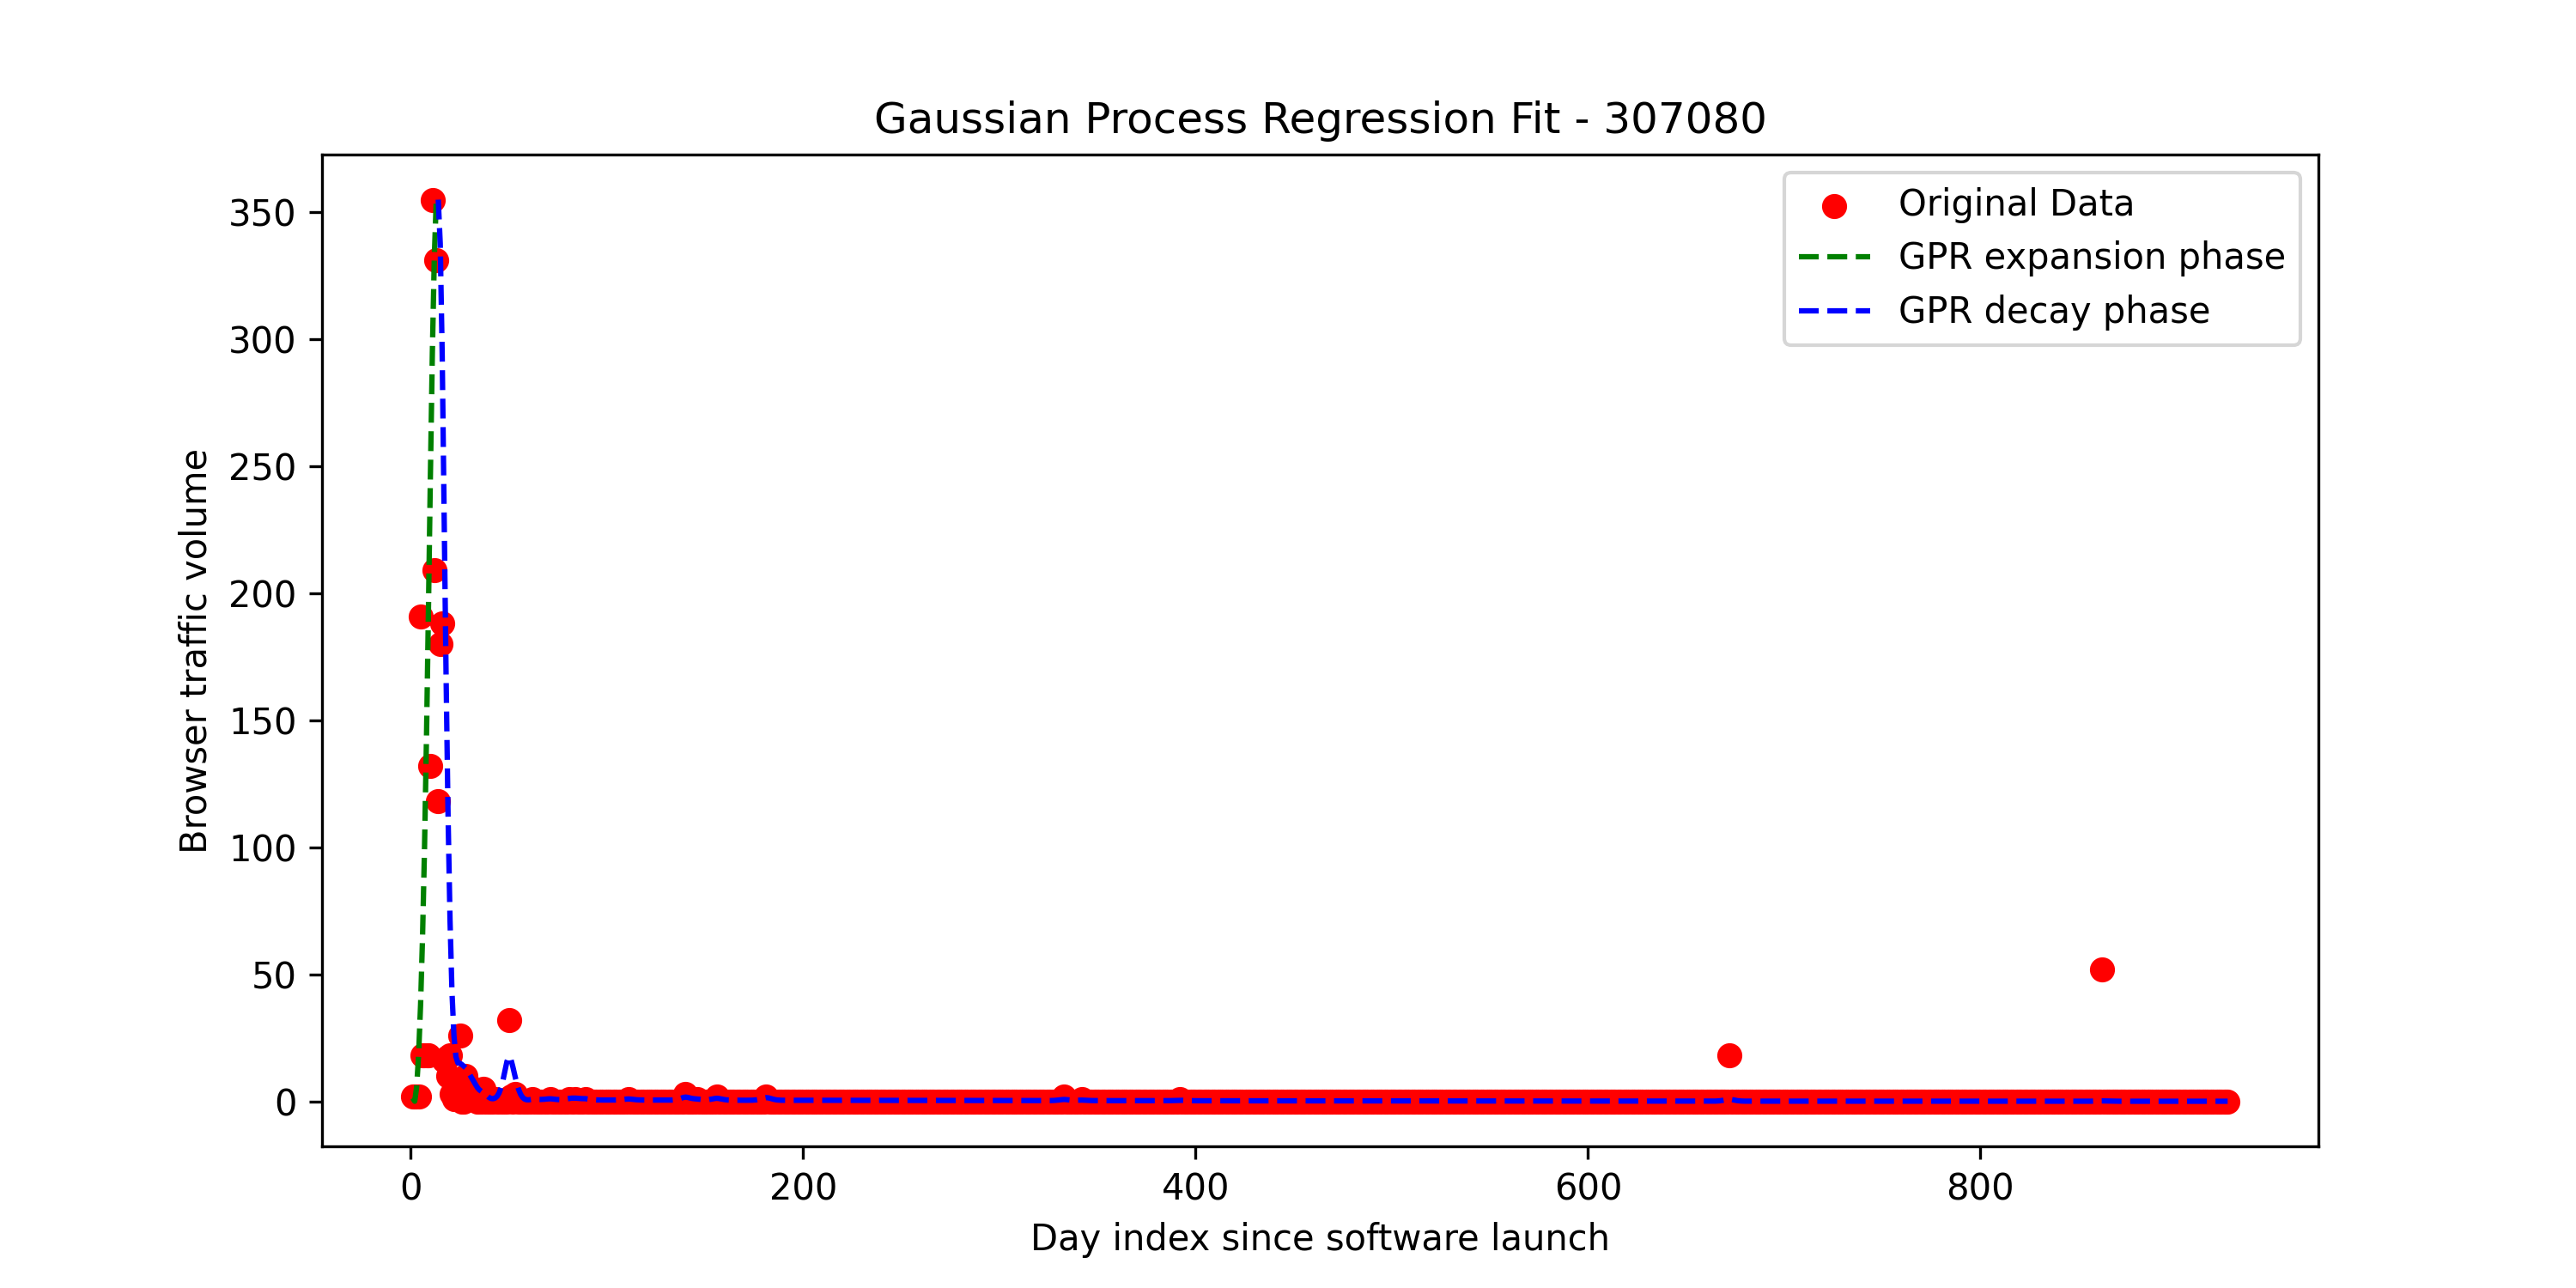 Gaussian Process Regression Fit - 307080
Original Data
GPR expansion phase
GPR decay phase
Browser traffic volume
350
300
250
200
150
100
50
0
0 200 400 600 800
Day index since software launch